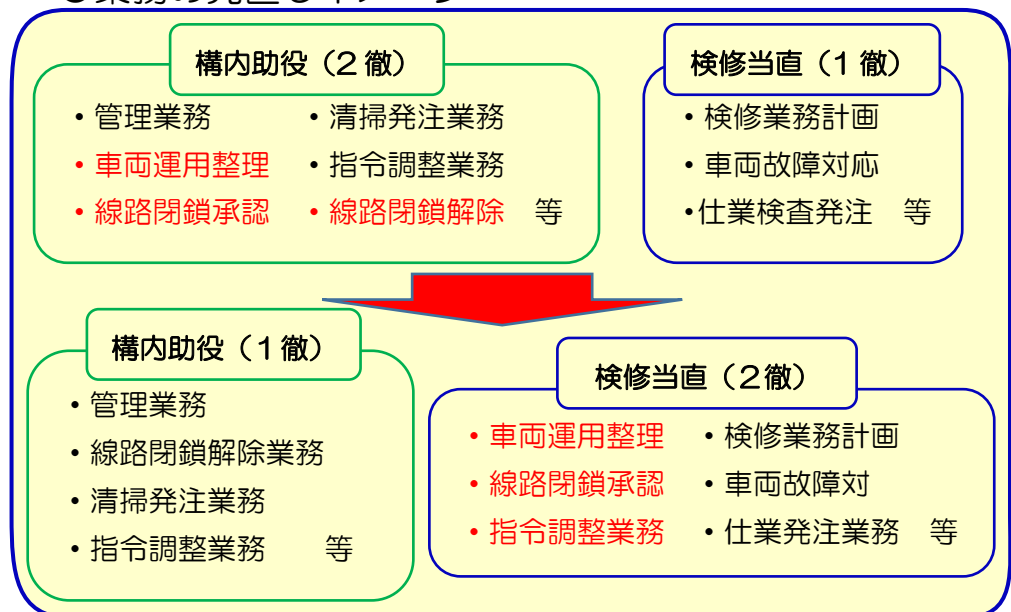 構内助役（２徹）
・管理業務　・清掃発注業務
・車両運用整理　・指令調整業務
・線路閉鎖承認　・線路閉鎖解除　等
検修当直（１徹）
・検修業務計画
・車両故障対応
・仕業検査発注　等
構内助役（１徹）
・管理業務
・線路閉鎖解除業務
・清掃発注業務
・指令調整業務　等
検修当直（２徹）
・車両運用整理　・検修業務計画
・線路閉鎖承認　・車両故障対
・指令調整業務　・仕業発注業務　等